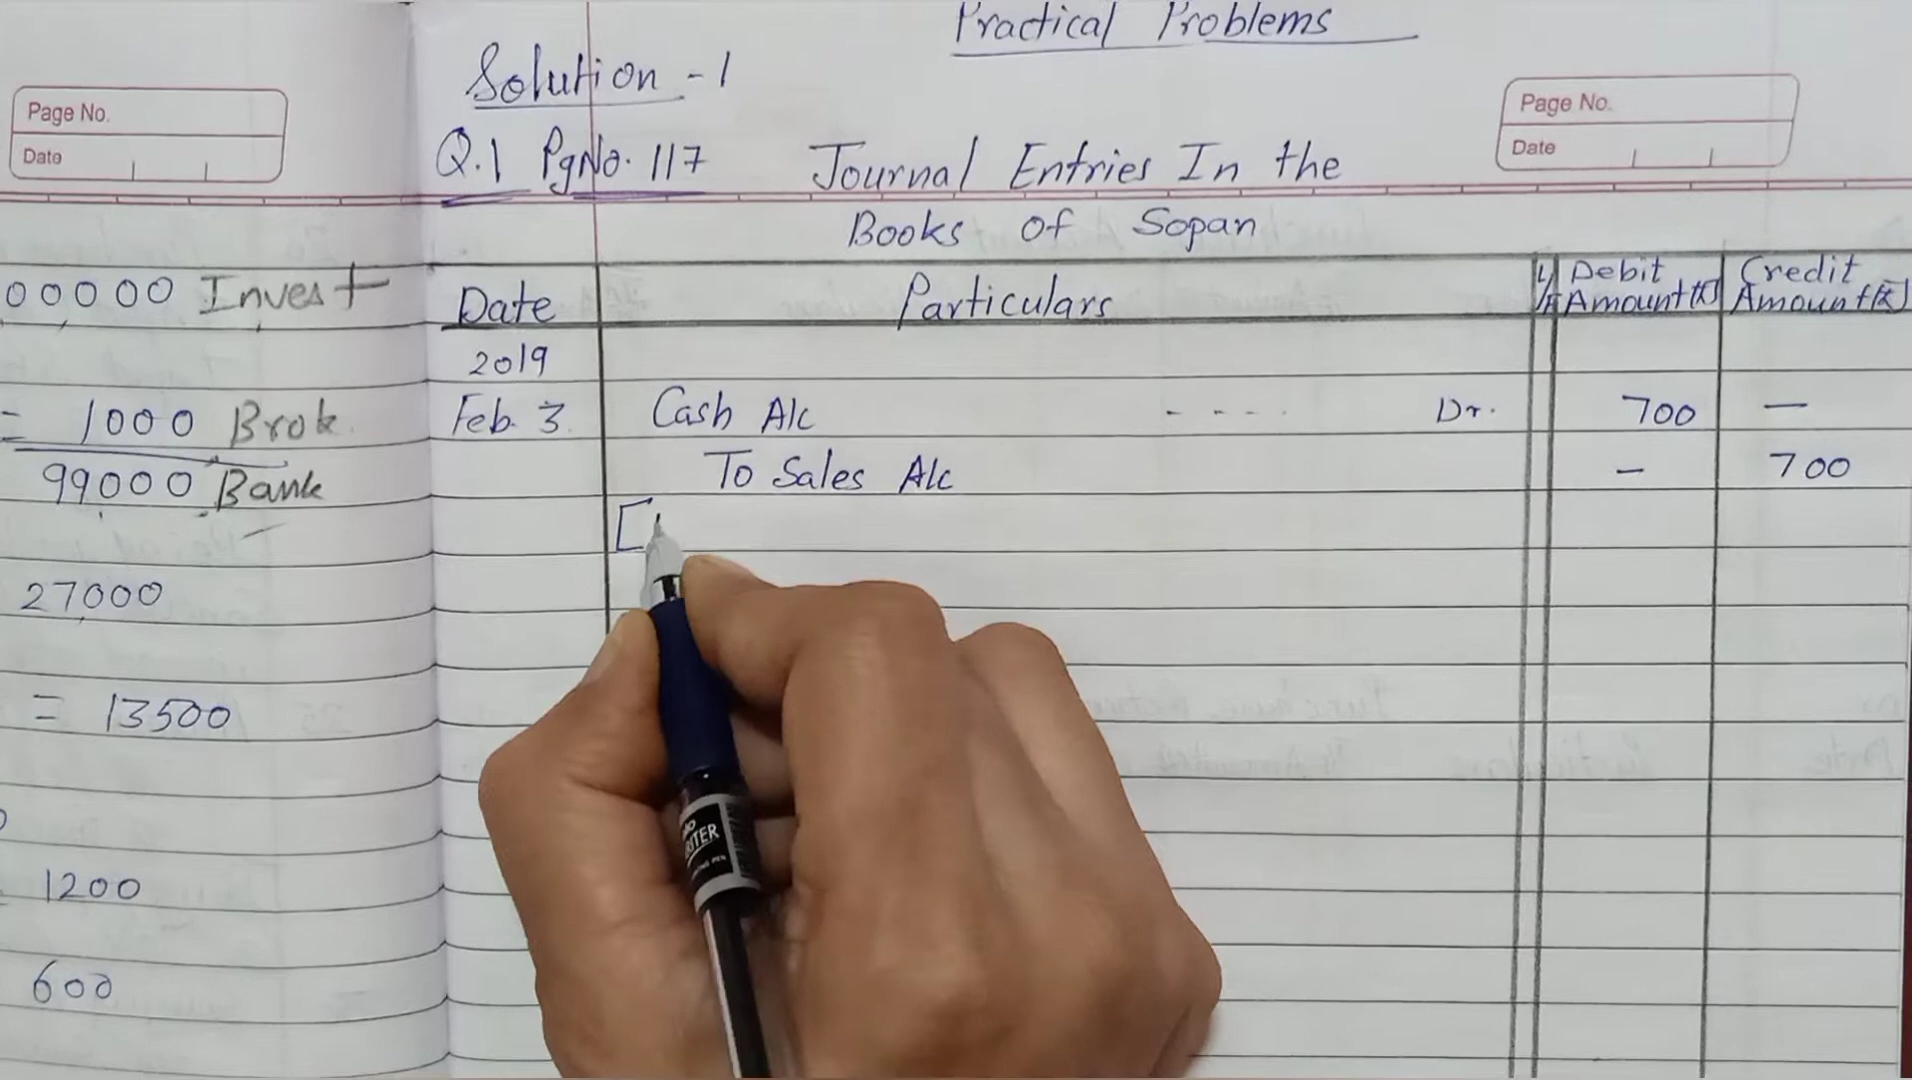 Practical Problems
Solution - 1
Page No.
Date
Page No.
Date
Q.1 PgNo. 117 Journal Entries In the
Books of Sopan
00000 Invest
= 1000 Brok.
99000 Bank
27000
= 13500
1200
600
Date Particulars L/F Debit Amount(₹) Credit Amount(₹)
2019
Feb. 3 Cash A/c - - - - Dr. 700 —
To Sales A/c — 700
[